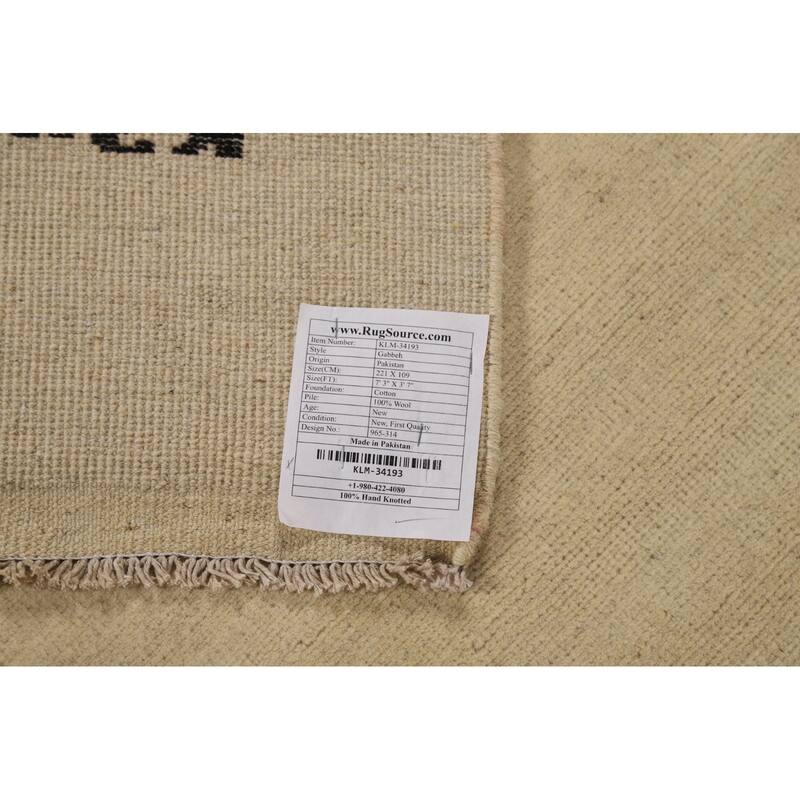 www.RugSource.com
Item Number: KLM-34193
Style Gabbeh
Origin Pakistan
Size(CM): 221 X 109
Size(FT): 7' 3" X 3' 7"
Foundation: Cotton
Pile: 100% Wool
Age: New
Condition: New, First Quality
Design No.: 965-314
Made in Pakistan
KLM-34193
+1-980-422-4080
100% Hand Knotted